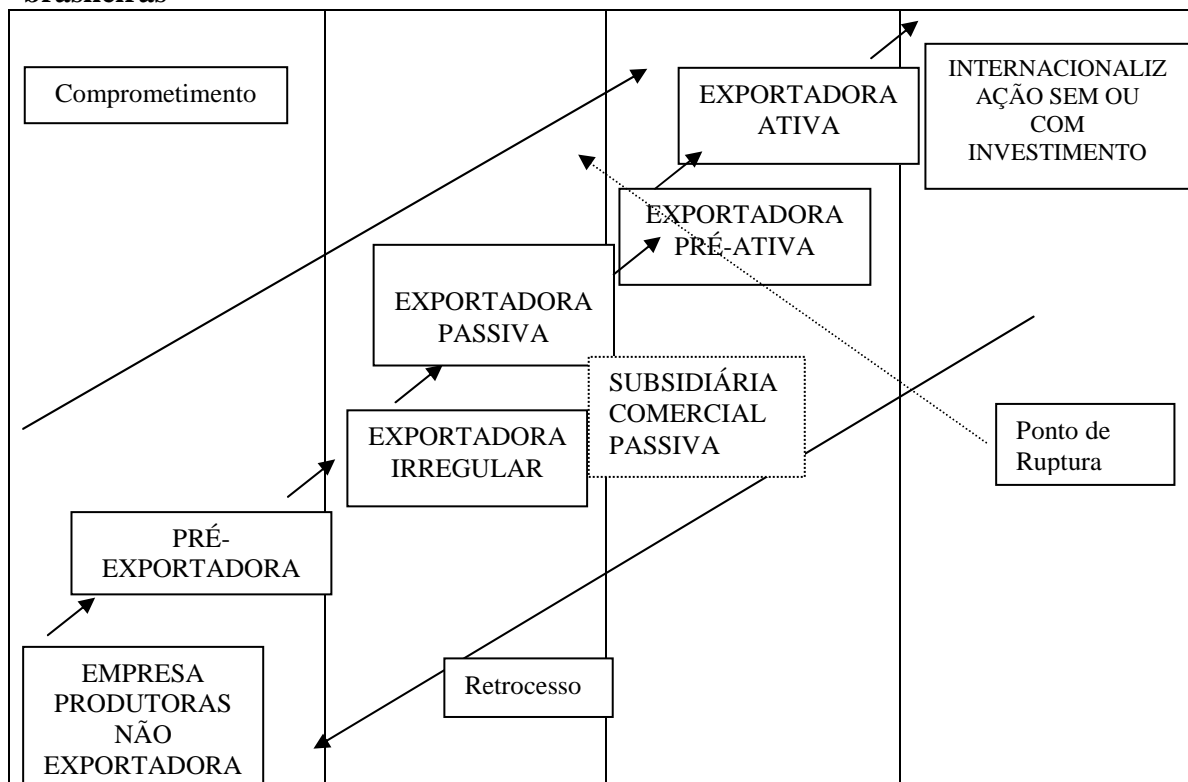 brasileiras
Comprometimento
EXPORTADORA
ATIVA
INTERNACIONALIZ
AÇÃO SEM OU
COM
INVESTIMENTO
EXPORTADORA
PRÉ-ATIVA
EXPORTADORA
PASSIVA
SUBSIDIÁRIA
COMERCIAL
PASSIVA
EXPORTADORA
IRREGULAR
Ponto de
Ruptura
PRÉ-
EXPORTADORA
EMPRESA
PRODUTORAS
NÃO
EXPORTADORA
Retrocesso